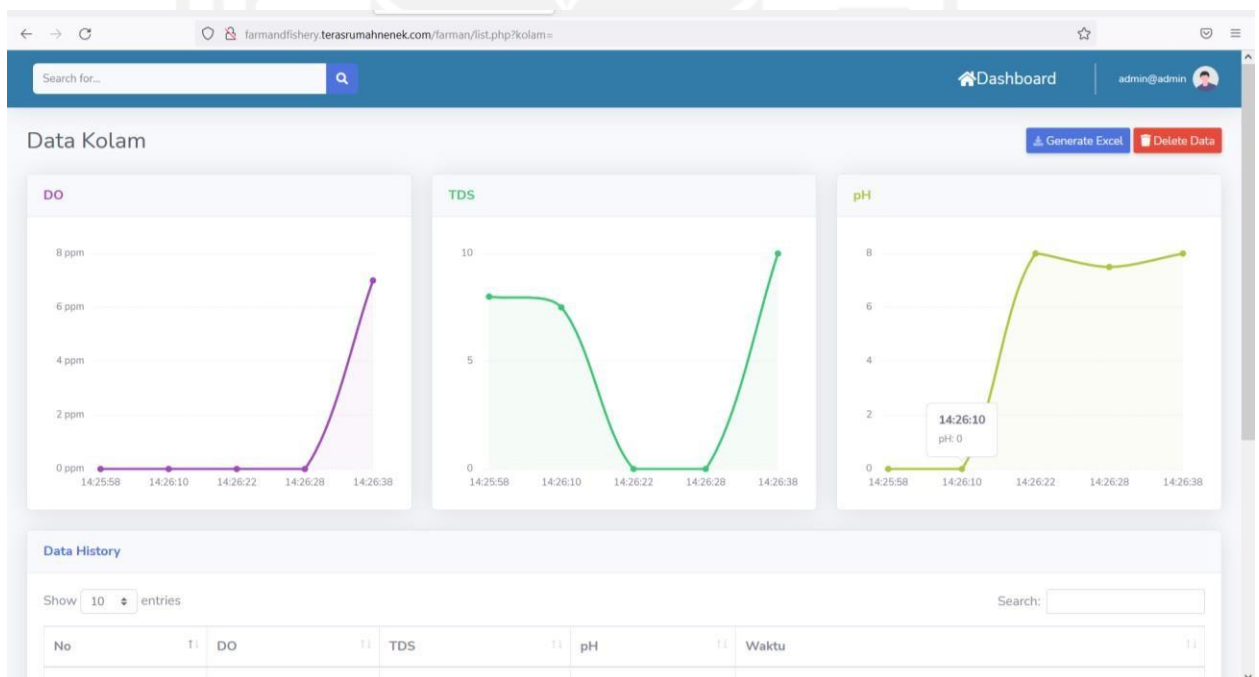 farmandfishery.terasrumahnenek.com/farman/list.php?kolam=
Search for...
Dashboard
admin@admin
Data Kolam
Generate Excel
Delete Data
DO
8 ppm
6 ppm
4 ppm
2 ppm
0 ppm
14:25:58 14:26:10 14:26:22 14:26:28 14:26:38
TDS
10
5
0
14:25:58 14:26:10 14:26:22 14:26:28 14:26:38
pH
8
6
4
2
0
14:26:10
pH: 0
14:25:58 14:26:10 14:26:22 14:26:28 14:26:38
Data History
Show 10 entries
Search:
No DO TDS pH Waktu